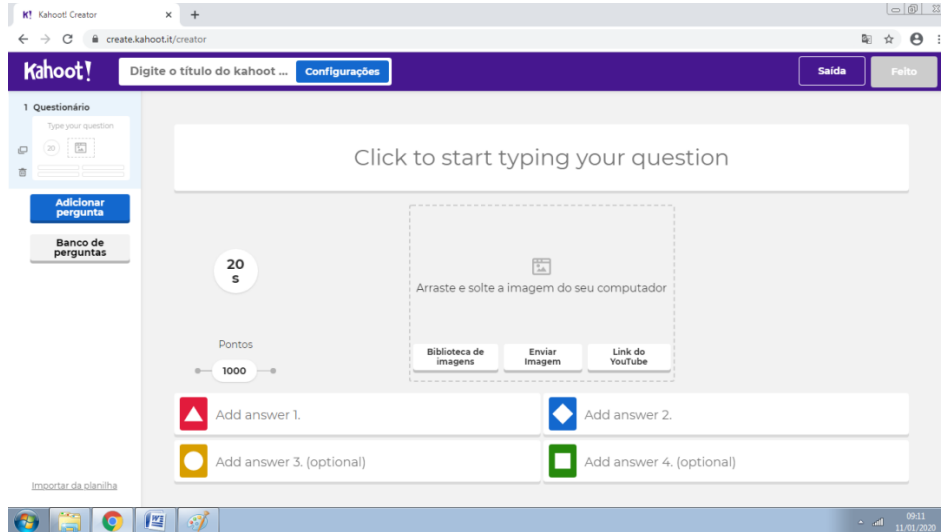 K! Kahoot! Creator
create.kahoot.it/creator
Kahoot!
Digite o título do kahoot ...
Configurações
Saída
Feito
1 Questionário
Type your question
20
Adicionar
pergunta
Banco de
perguntas
Importar da planilha
Click to start typing your question
20
s
Pontos
1000
Arraste e solte a imagem do seu computador
Biblioteca de
imagens
Enviar
Imagem
Link do
YouTube
Add answer 1.
Add answer 2.
Add answer 3. (optional)
Add answer 4. (optional)
09:11
11/01/2020